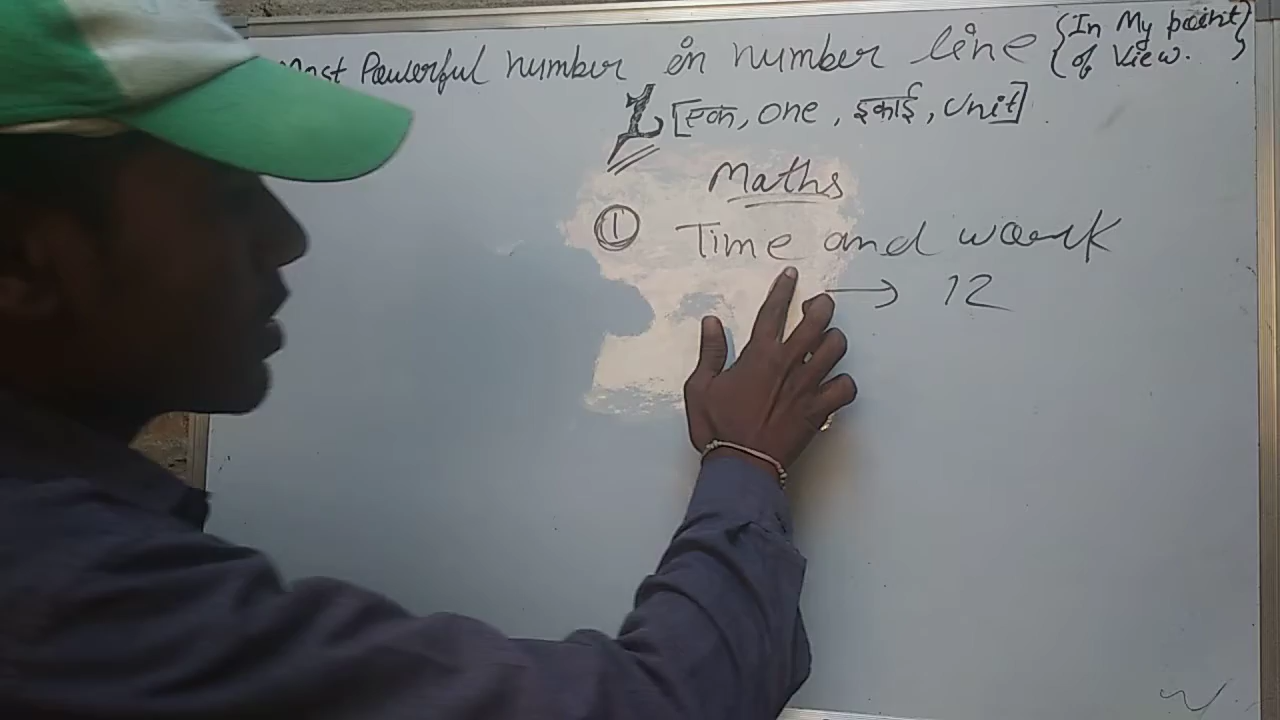 Most Powerful number in number line {In My point of View.}
1 [एक, one, इकाई, Unit]
Maths
① Time and work
→ 12